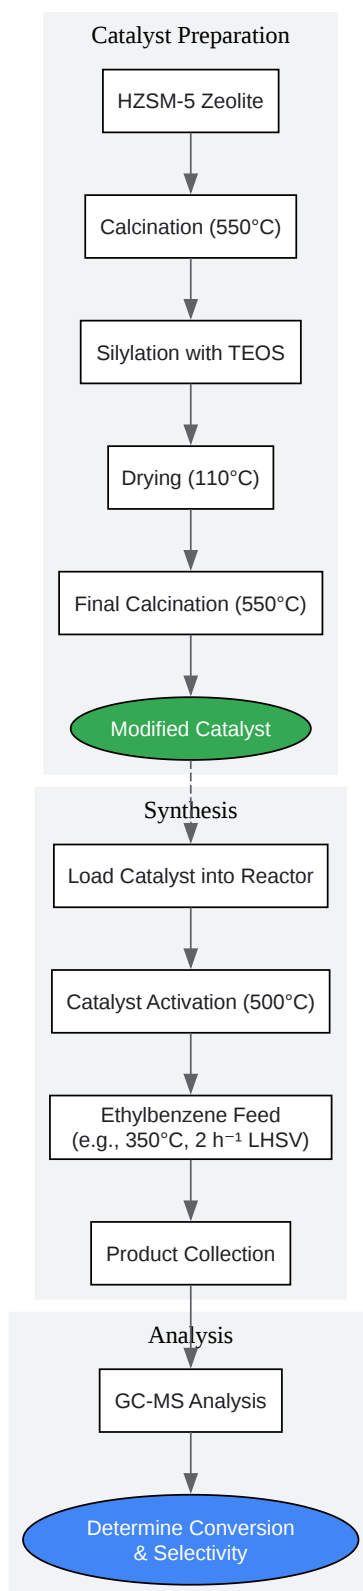 Catalyst Preparation
HZSM-5 Zeolite
Calcination (550°C)
Silylation with TEOS
Drying (110°C)
Final Calcination (550°C)
Modified Catalyst
Synthesis
Load Catalyst into Reactor
Catalyst Activation (500°C)
Ethylbenzene Feed
(e.g., 350°C, 2 h⁻¹ LHSV)
Product Collection
Analysis
GC-MS Analysis
Determine Conversion
& Selectivity